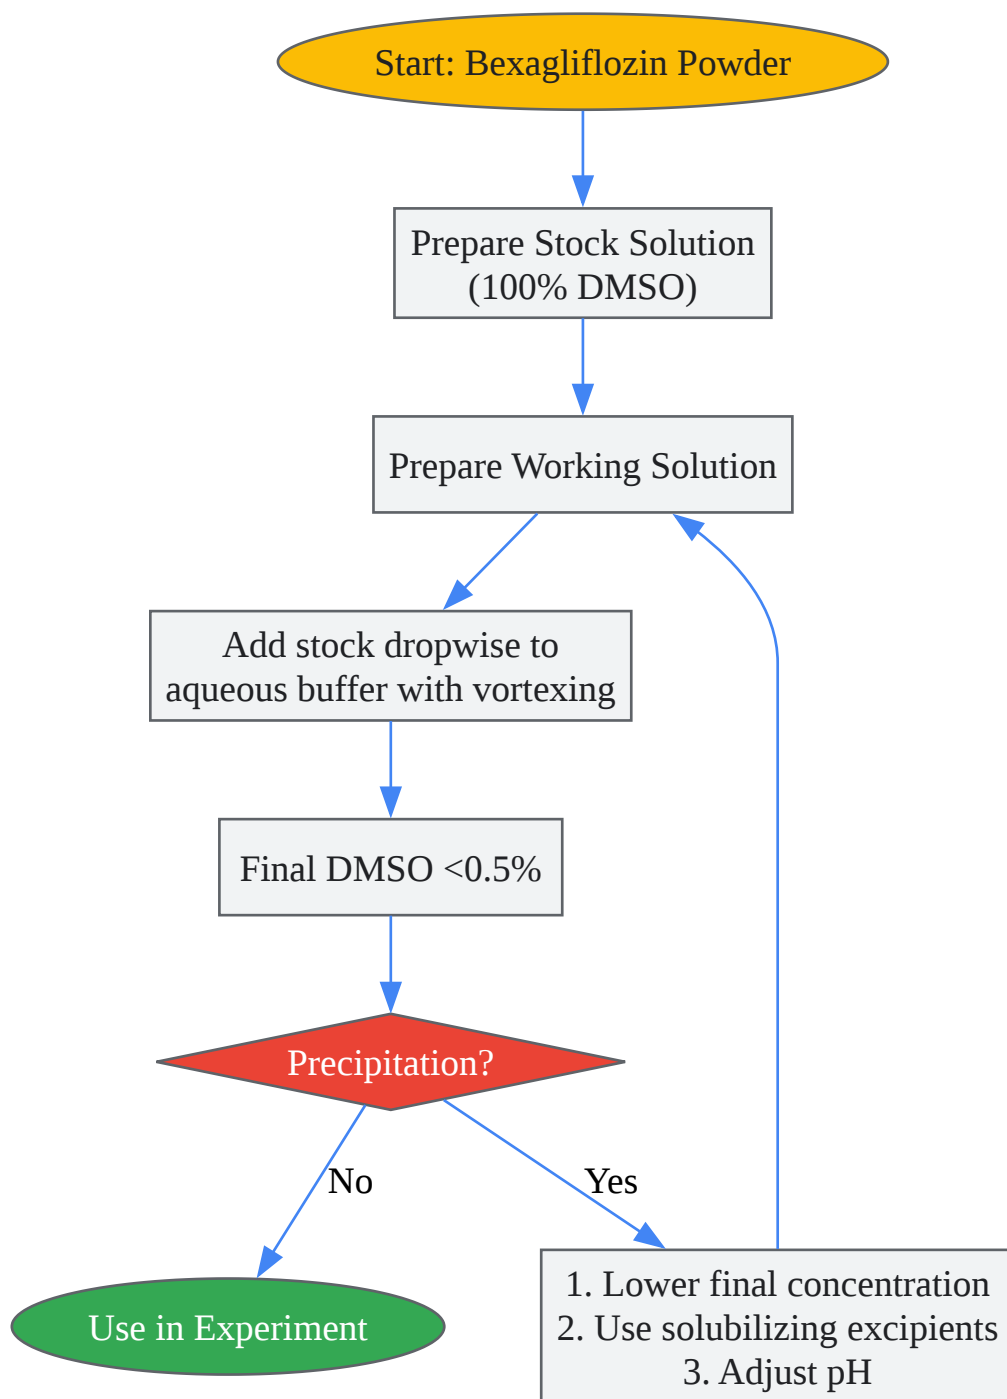 Start: Bexagliflozin Powder
Prepare Stock Solution
(100% DMSO)
Prepare Working Solution
Add stock dropwise to
aqueous buffer with vortexing
Final DMSO <0.5%
Precipitation?
No
Yes
Use in Experiment
1. Lower final concentration
2. Use solubilizing excipients
3. Adjust pH